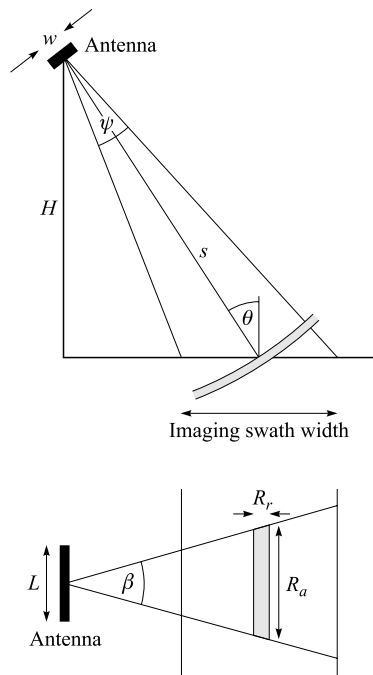 w
Antenna
ψ
H
s
θ
Imaging swath width
R_r
L
β
R_a
Antenna